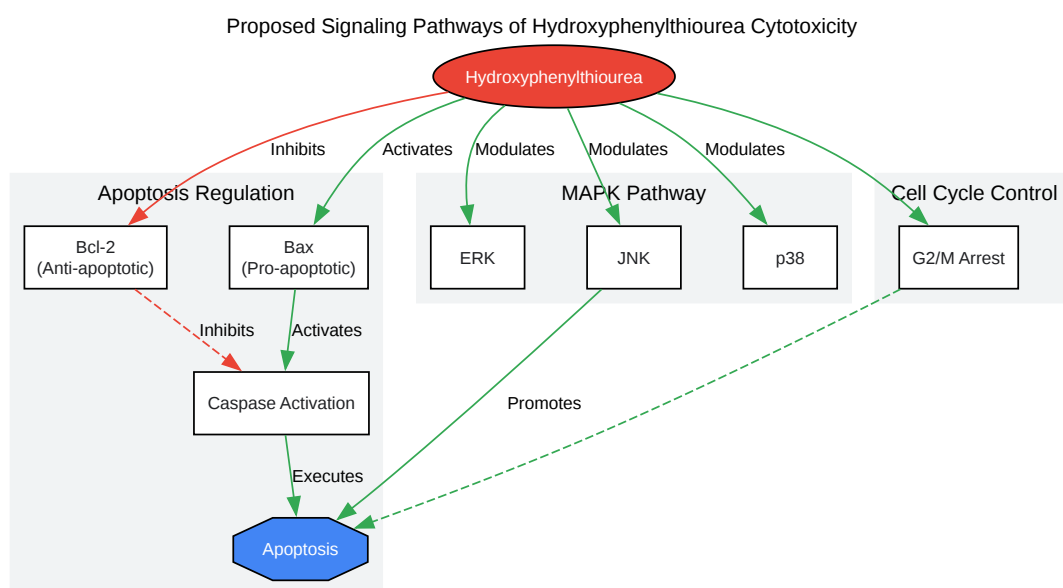 Proposed Signaling Pathways of Hydroxyphenylthiourea Cytotoxicity
Hydroxyphenylthiourea
Inhibits
Activates
Modulates
Modulates
Modulates
Apoptosis Regulation
MAPK Pathway
Cell Cycle Control
Bcl-2
(Anti-apoptotic)
Bax
(Pro-apoptotic)
ERK
JNK
p38
G2/M Arrest
Inhibits
Activates
Caspase Activation
Promotes
Executes
Apoptosis